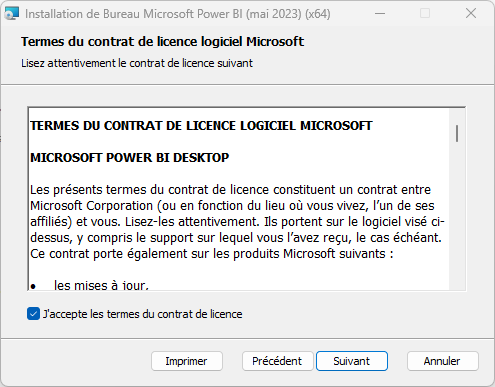 Installation de Bureau Microsoft Power BI (mai 2023) (x64)
Termes du contrat de licence logiciel Microsoft
Lisez attentivement le contrat de licence suivant
TERMES DU CONTRAT DE LICENCE LOGICIEL MICROSOFT
MICROSOFT POWER BI DESKTOP
Les présents termes du contrat de licence constituent un contrat entre
Microsoft Corporation (ou en fonction du lieu où vous vivez, l’un de ses
affiliés) et vous. Lisez-les attentivement. Ils portent sur le logiciel visé ci-
dessus, y compris le support sur lequel vous l’avez reçu, le cas échéant.
Ce contrat porte également sur les produits Microsoft suivants :
• les mises à jour,
J'accepte les termes du contrat de licence
Imprimer
Précédent
Suivant
Annuler